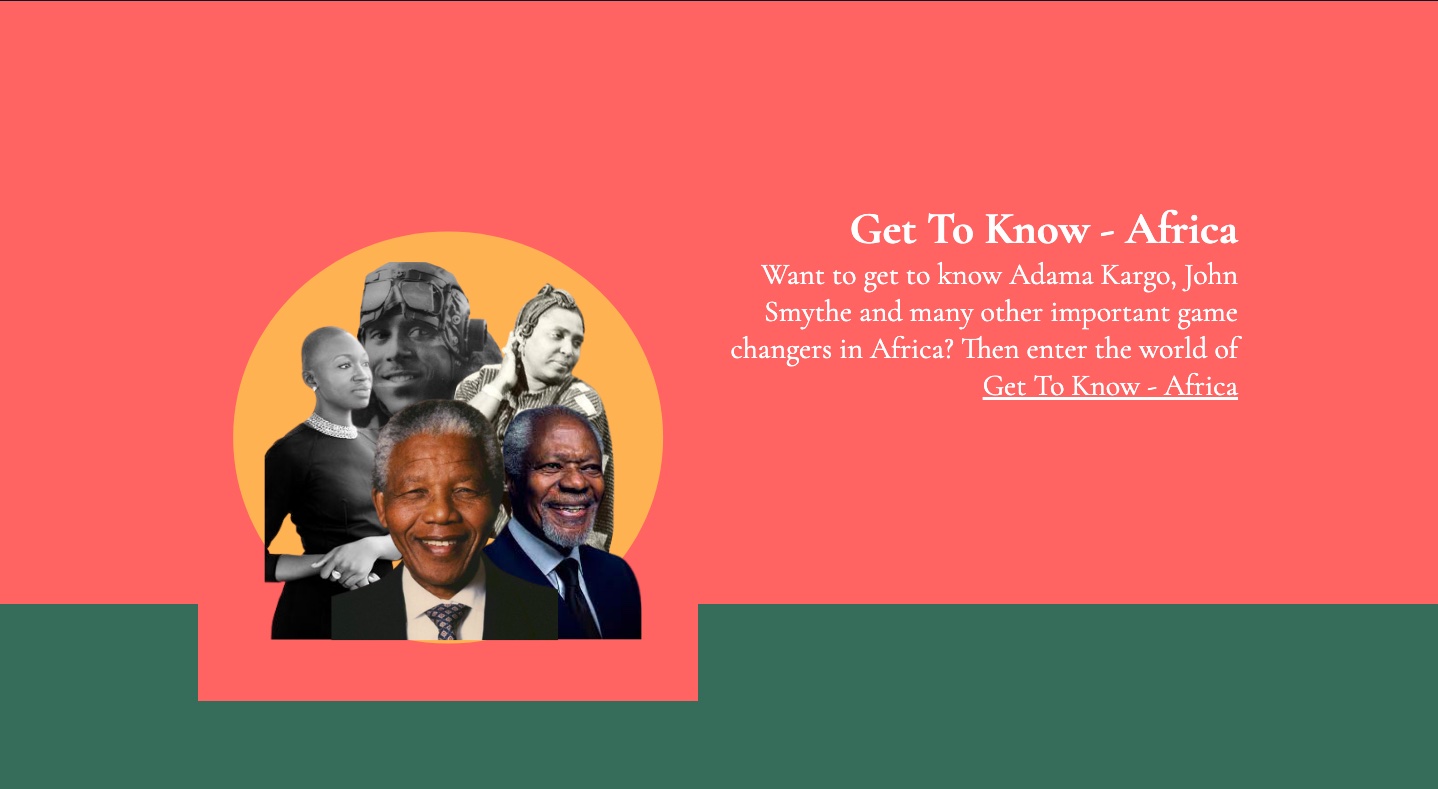 Get To Know - Africa
Want to get to know Adama Kargo, John
Smythe and many other important game
changers in Africa? Then enter the world of
Get To Know - Africa